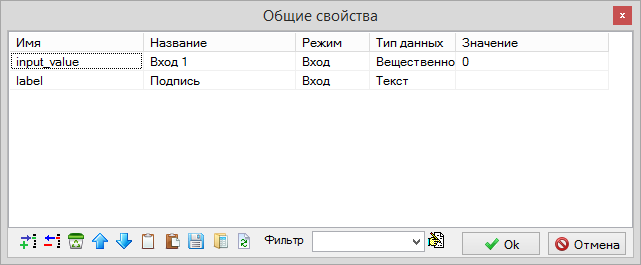 Общие свойства
Имя Название Режим Тип данных Значение
input_value Вход 1 Вход Вещественно 0
label Подпись Вход Текст
Фильтр Ok Отмена